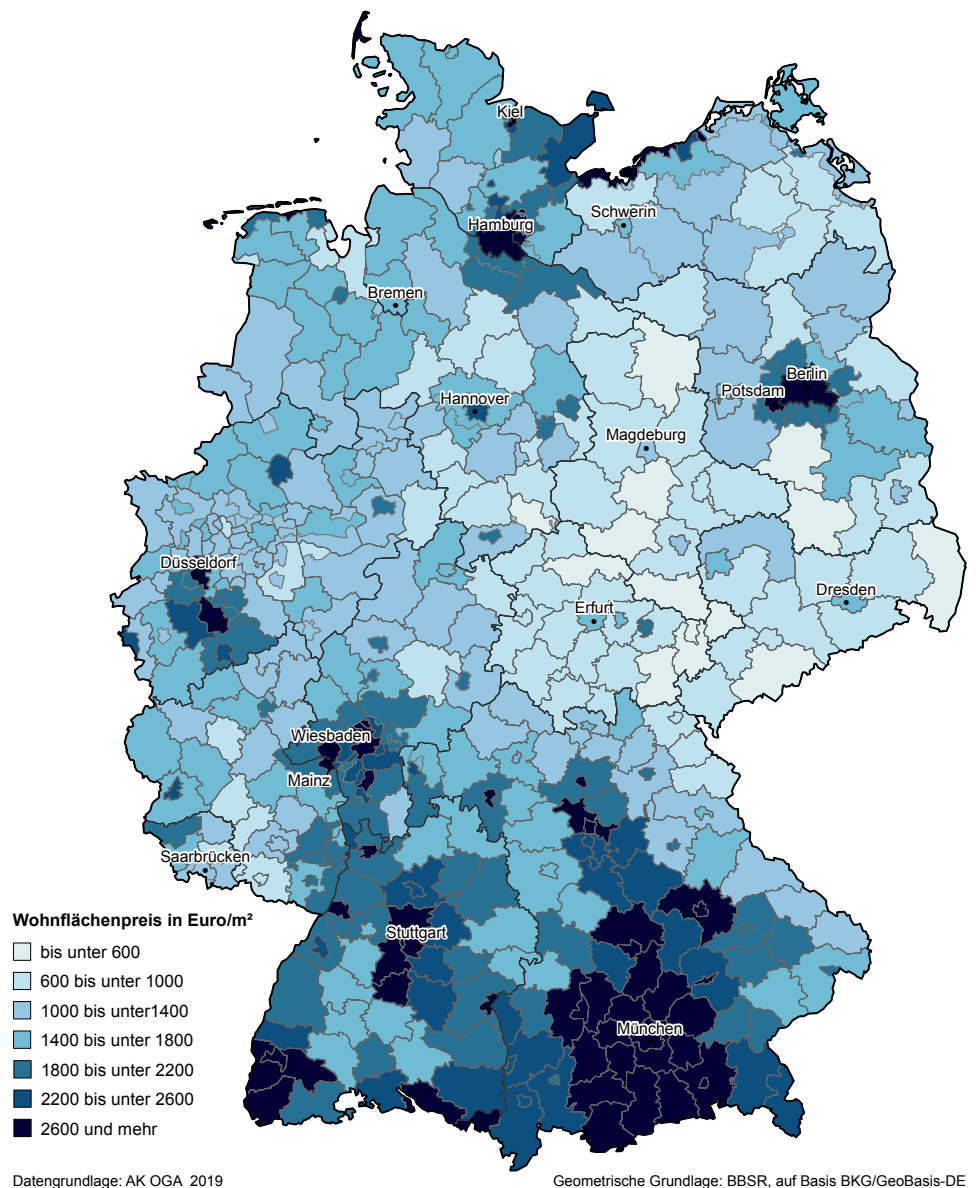 Kiel
Schwerin
Hamburg
Bremen
Berlin
Potsdam
Hannover
Magdeburg
Düsseldorf
Dresden
Erfurt
Wiesbaden
Mainz
Saarbrücken
Stuttgart
München
Wohnflächenpreis in Euro/m²
bis unter 600
600 bis unter 1000
1000 bis unter1400
1400 bis unter 1800
1800 bis unter 2200
2200 bis unter 2600
2600 und mehr
Datengrundlage: AK OGA 2019
Geometrische Grundlage: BBSR, auf Basis BKG/GeoBasis-DE